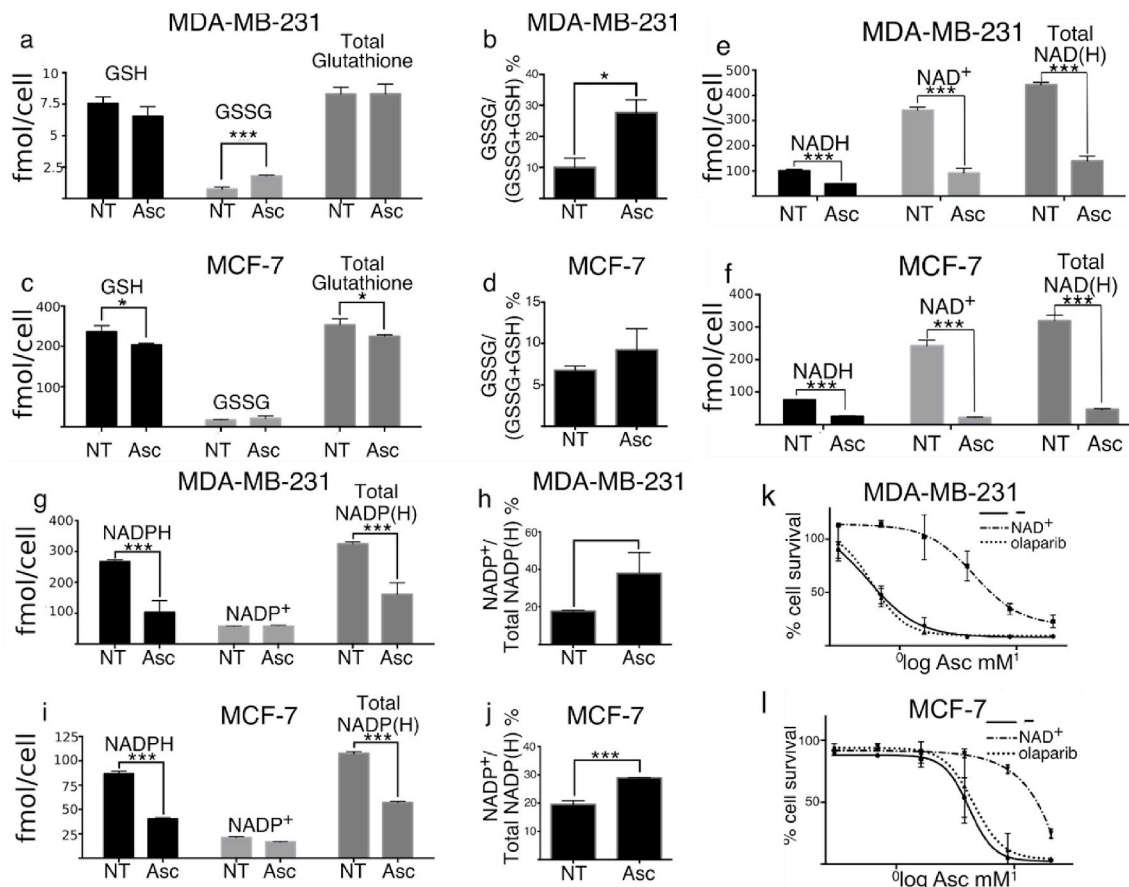 MDA-MB-231
a
fmol/cell
10
7.5
5
2.5
GSH
GSSG
Total
Glutathione
***
NT Asc NT Asc NT Asc
MDA-MB-231
b
GSSG/
(GSSG+GSH) %
40
30
20
10
*
NT Asc
MDA-MB-231
e
fmol/cell
500
400
300
200
100
NADH
***
NAD+
***
Total
NAD(H)
***
NT Asc NT Asc NT Asc
MCF-7
c
fmol/cell
300
200
100
GSH
*
GSSG
Total
Glutathione
*
NT Asc NT Asc NT Asc
MCF-7
d
GSSG/
(GSSG+GSH) %
15
10
5
NT Asc
MCF-7
f
fmol/cell
400
300
200
100
NADH
***
NAD+
***
Total
NAD(H)
***
NT Asc NT Asc NT Asc
MDA-MB-231
g
fmol/cell
400
300
200
100
NADPH
***
NADP+
Total
NADP(H)
***
NT Asc NT Asc NT Asc
MDA-MB-231
h
NADP+/
Total NADP(H) %
60
40
20
NT Asc
k
MDA-MB-231
–
NAD+
olaparib
% cell survival
100
50
0log Asc mM1
MCF-7
i
fmol/cell
125
100
75
50
25
NADPH
***
NADP+
Total
NADP(H)
***
NT Asc NT Asc NT Asc
MCF-7
j
NADP+/
Total NADP(H) %
40
30
20
10
***
NT Asc
l
MCF-7
–
NAD+
olaparib
% cell survival
100
50
0log Asc mM1